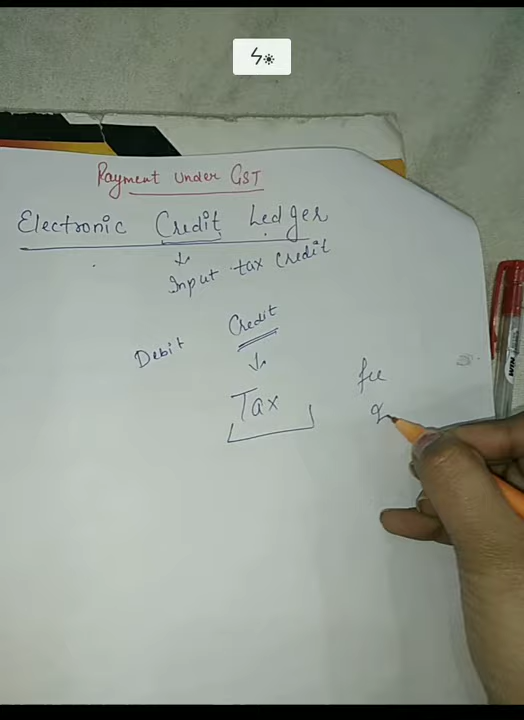 Payment Under GST
Electronic Credit Ledger
Input tax credit
Debit Credit
Tax
fee